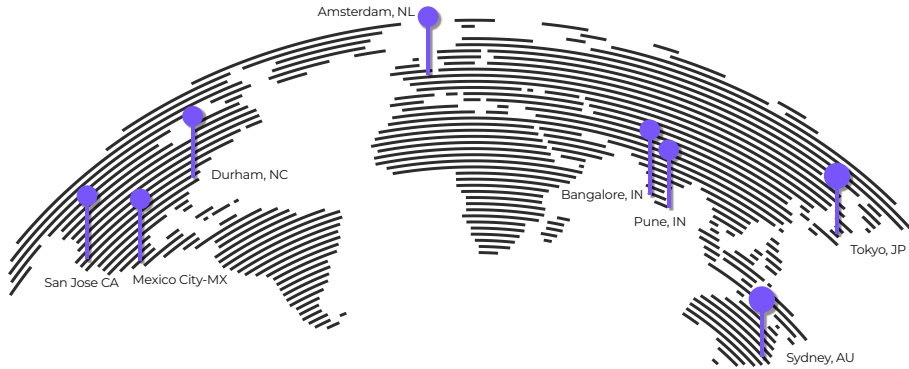 Amsterdam, NL
Durham, NC
Bangalore, IN
Pune, IN
Tokyo, JP
San Jose CA
Mexico City-MX
Sydney, AU